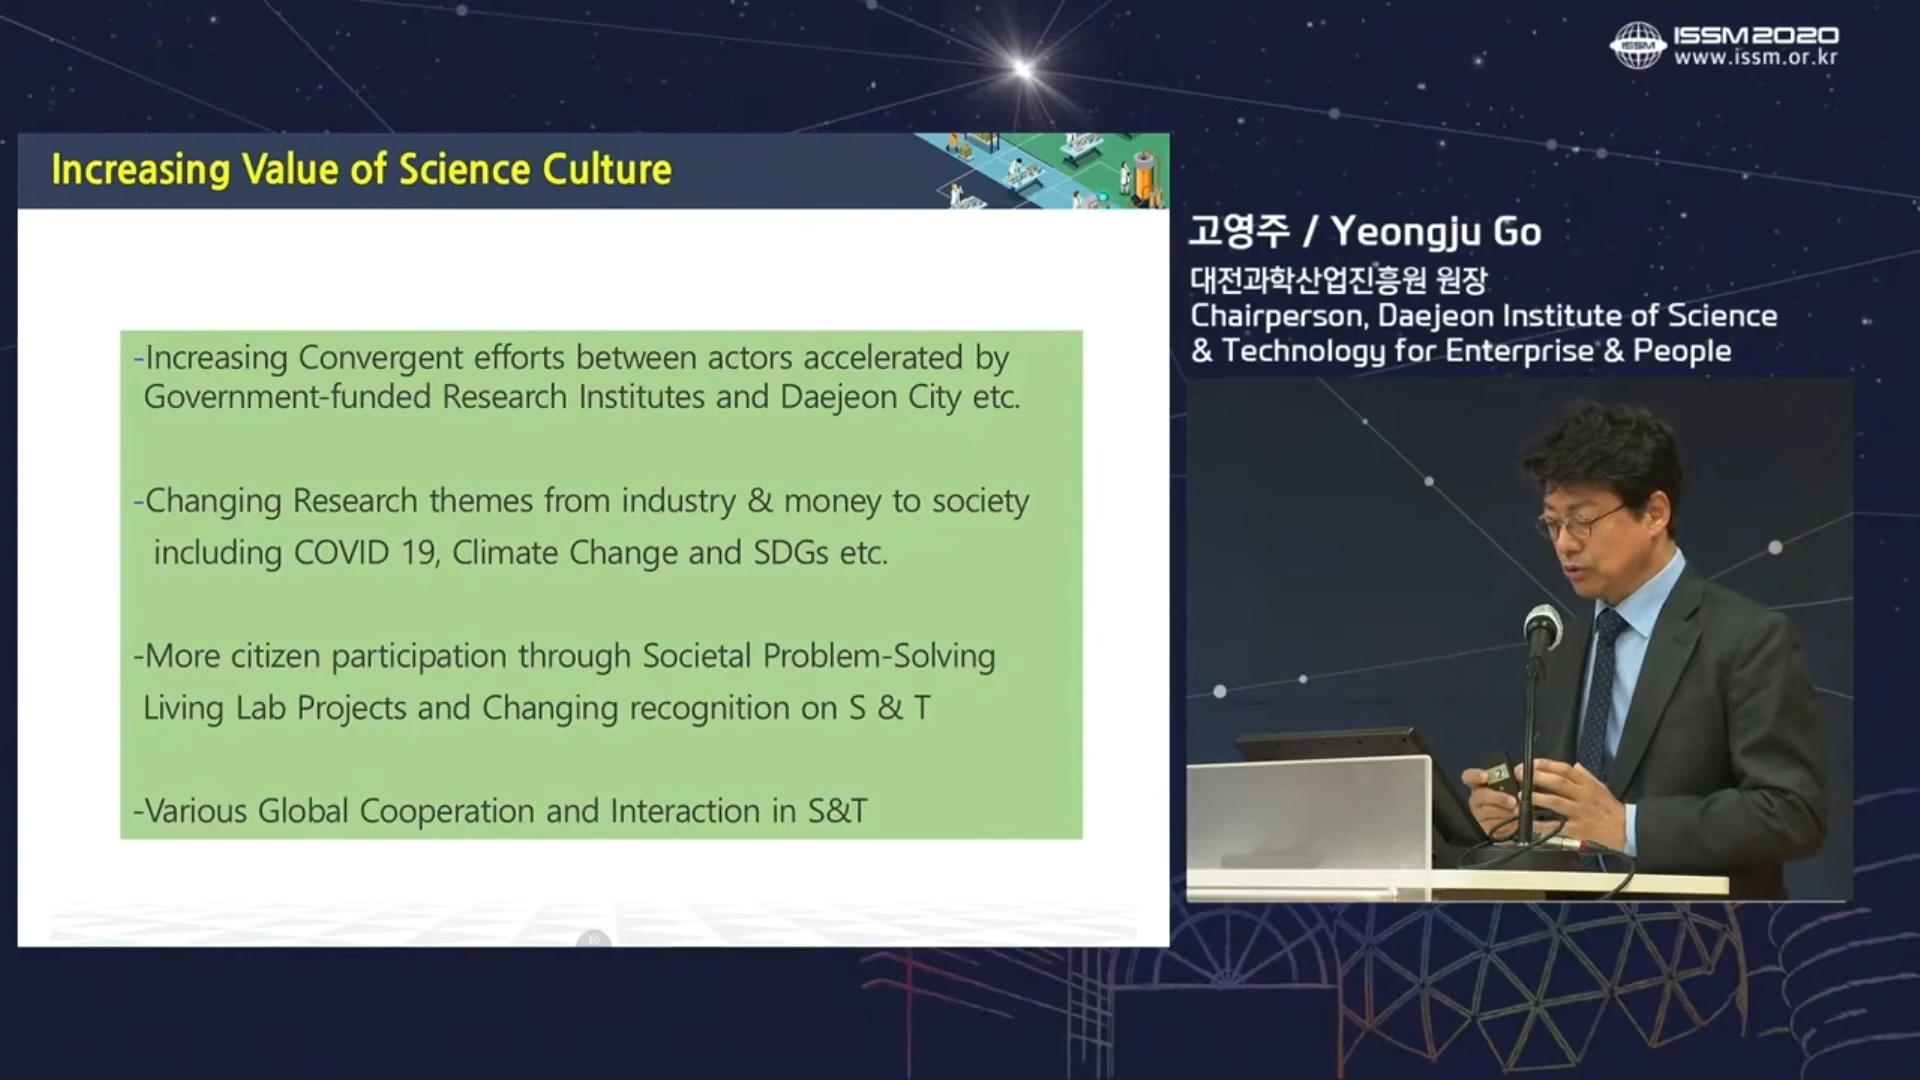 ISSM2020
ISSM
www.issm.or.kr
Increasing Value of Science Culture
-Increasing Convergent efforts between actors accelerated by
Government-funded Research Institutes and Daejeon City etc.
-Changing Research themes from industry & money to society
including COVID 19, Climate Change and SDGs etc.
-More citizen participation through Societal Problem-Solving
Living Lab Projects and Changing recognition on S & T
-Various Global Cooperation and Interaction in S&T
10
고영주 / Yeongju Go
대전과학산업진흥원 원장
Chairperson, Daejeon Institute of Science
& Technology for Enterprise & People